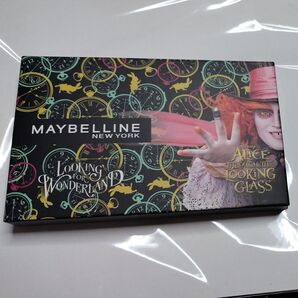 MAYBELLINE
NEW YORK
LOOKING
FOR
WONDERLAND
ALICE
THROUGH THE
LOOKING
GLASS